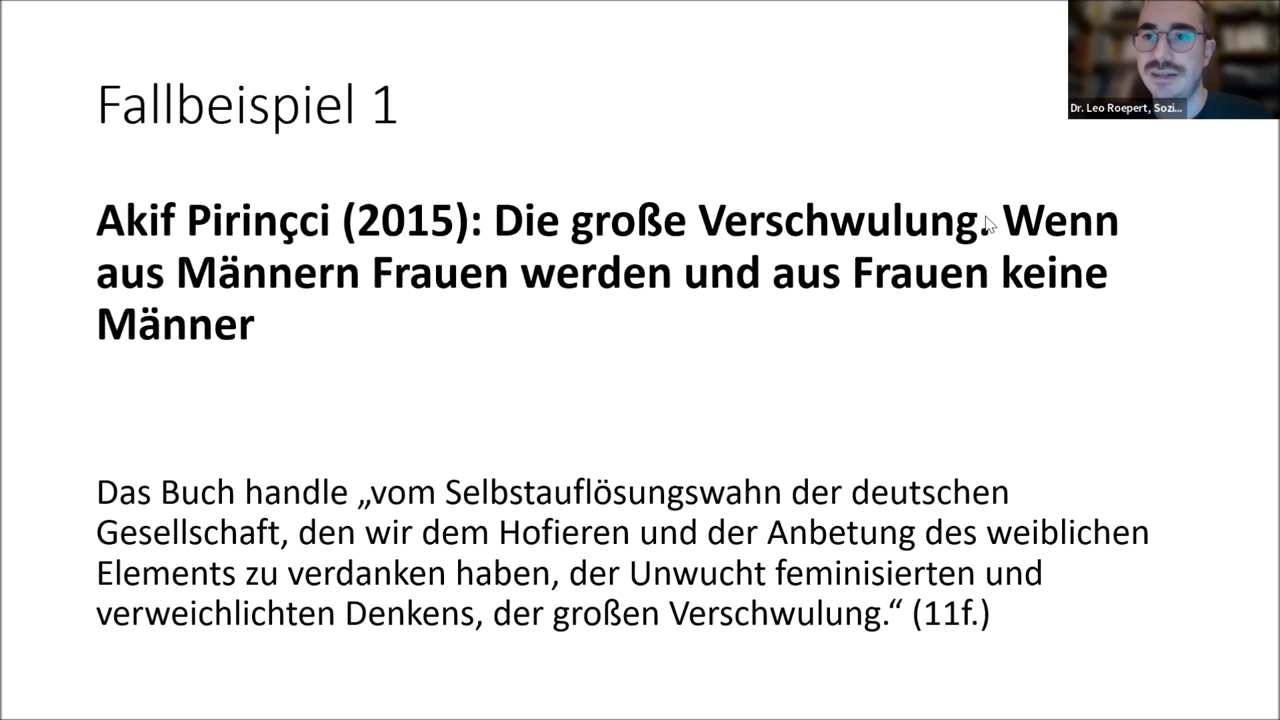 Fallbeispiel 1
Dr. Leo Roepert, Sozi...
Akif Pirinçci (2015): Die große Verschwulung. Wenn
aus Männern Frauen werden und aus Frauen keine
Männer
Das Buch handle „vom Selbstauflösungswahn der deutschen
Gesellschaft, den wir dem Hofieren und der Anbetung des weiblichen
Elements zu verdanken haben, der Unwucht feminisierten und
verweichlichten Denkens, der großen Verschwulung.“ (11f.)